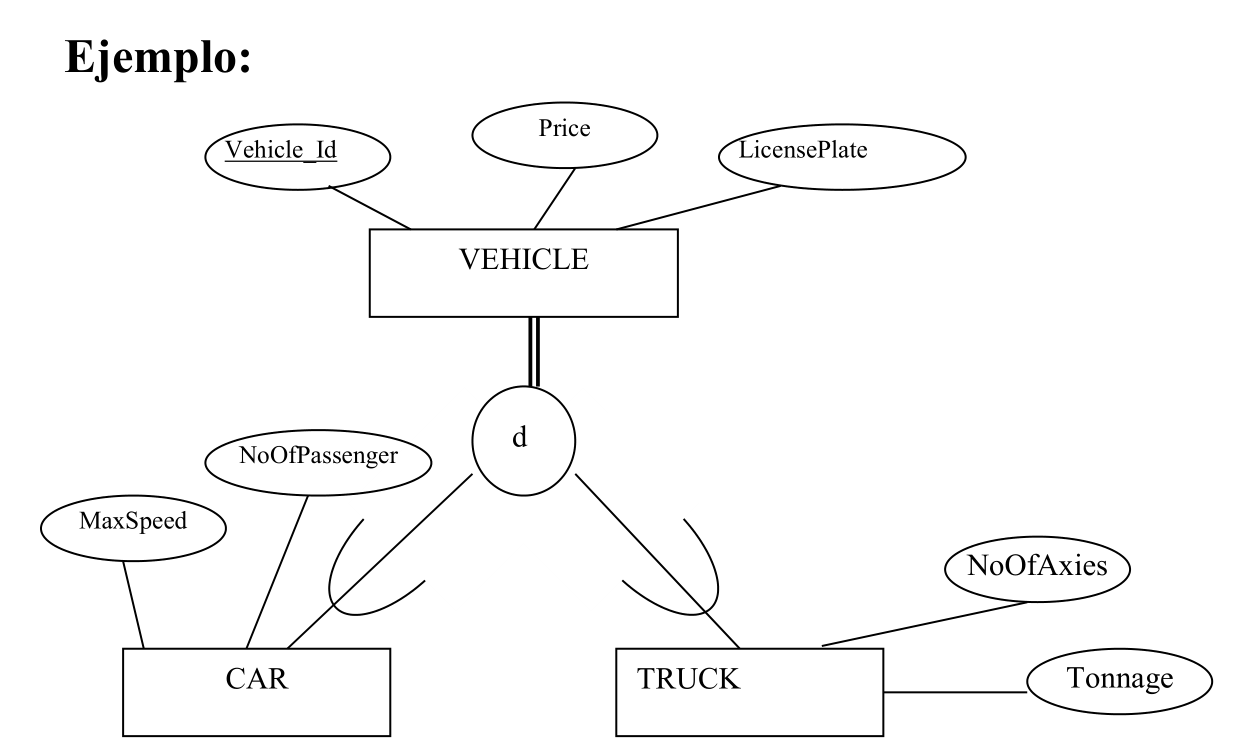 Ejemplo:
Vehicle_Id
Price
LicensePlate
VEHICLE
d
NoOfPassenger
MaxSpeed
NoOfAxies
CAR
TRUCK
Tonnage